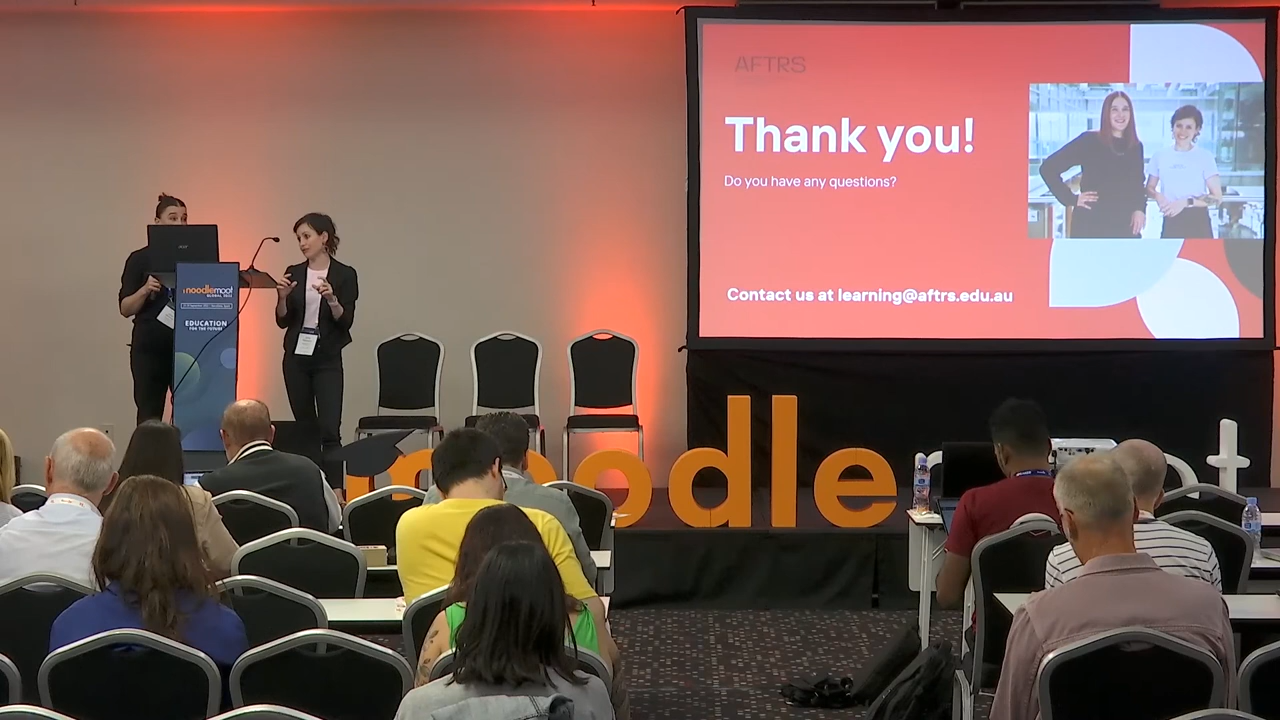 AFTRS
Thank you!
Do you have any questions?
Contact us at learning@aftrs.edu.au
acer
moodlemoot
EDUCATION
FOR THE FUTURE
moodle